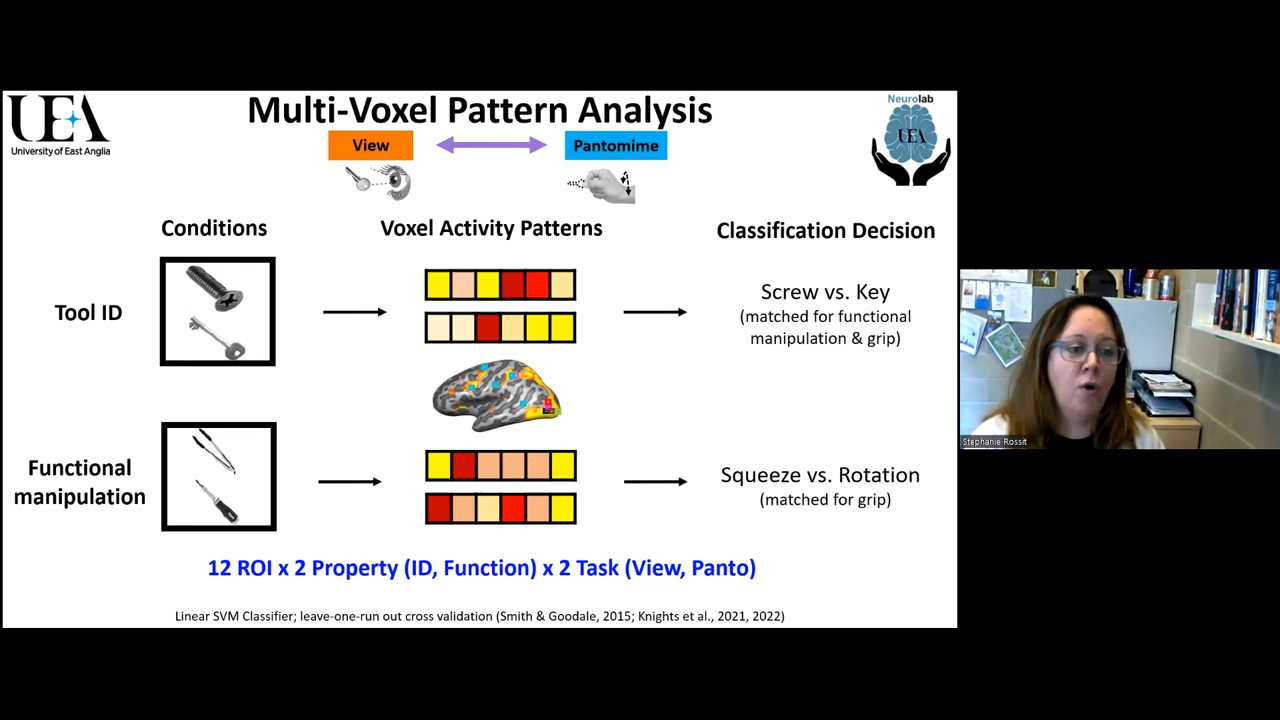 UEA
University of East Anglia
Multi-Voxel Pattern Analysis
Neurolab
UEA
View
Pantomime
Conditions
Voxel Activity Patterns
Classification Decision
Tool ID
Screw vs. Key
(matched for functional
manipulation & grip)
Functional
manipulation
Squeeze vs. Rotation
(matched for grip)
12 ROI x 2 Property (ID, Function) x 2 Task (View, Panto)
Linear SVM Classifier; leave-one-run out cross validation (Smith & Goodale, 2015; Knights et al., 2021, 2022)
Stephanie Rossit